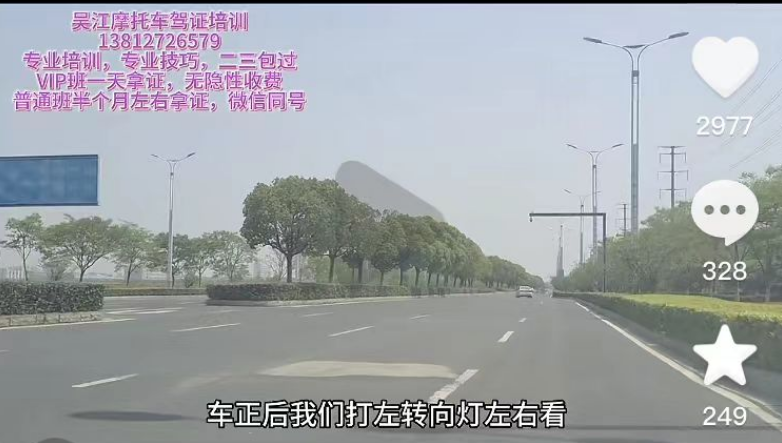 吴江摩托车驾证培训
13812726579
专业培训，专业技巧，二三包过
VIP班一天拿证，无隐性收费
普通班半个月左右拿证，微信同号
2977
328
249
车正后我们打左转向灯左右看